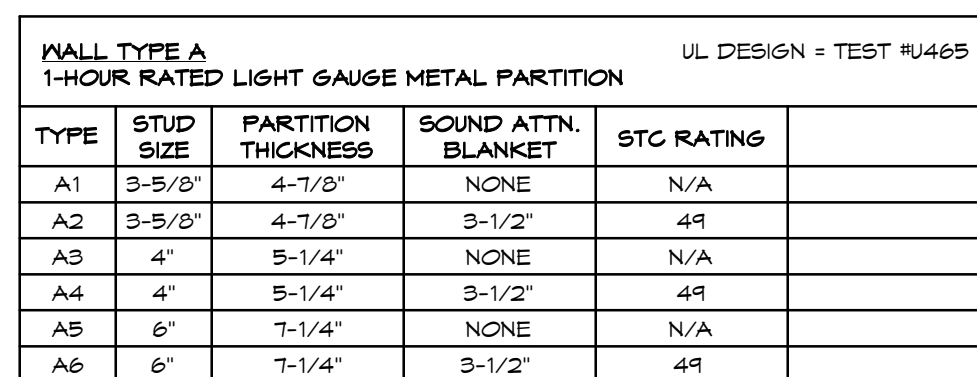 WALL TYPE A UL DESIGN = TEST #U465
1-HOUR RATED LIGHT GAUGE METAL PARTITION
TYPE STUD SIZE PARTITION THICKNESS SOUND ATTN. BLANKET STC RATING
A1 3-5/8" 4-7/8" NONE N/A
A2 3-5/8" 4-7/8" 3-1/2" 49
A3 4" 5-1/4" NONE N/A
A4 4" 5-1/4" 3-1/2" 49
A5 6" 7-1/4" NONE N/A
A6 6" 7-1/4" 3-1/2" 49